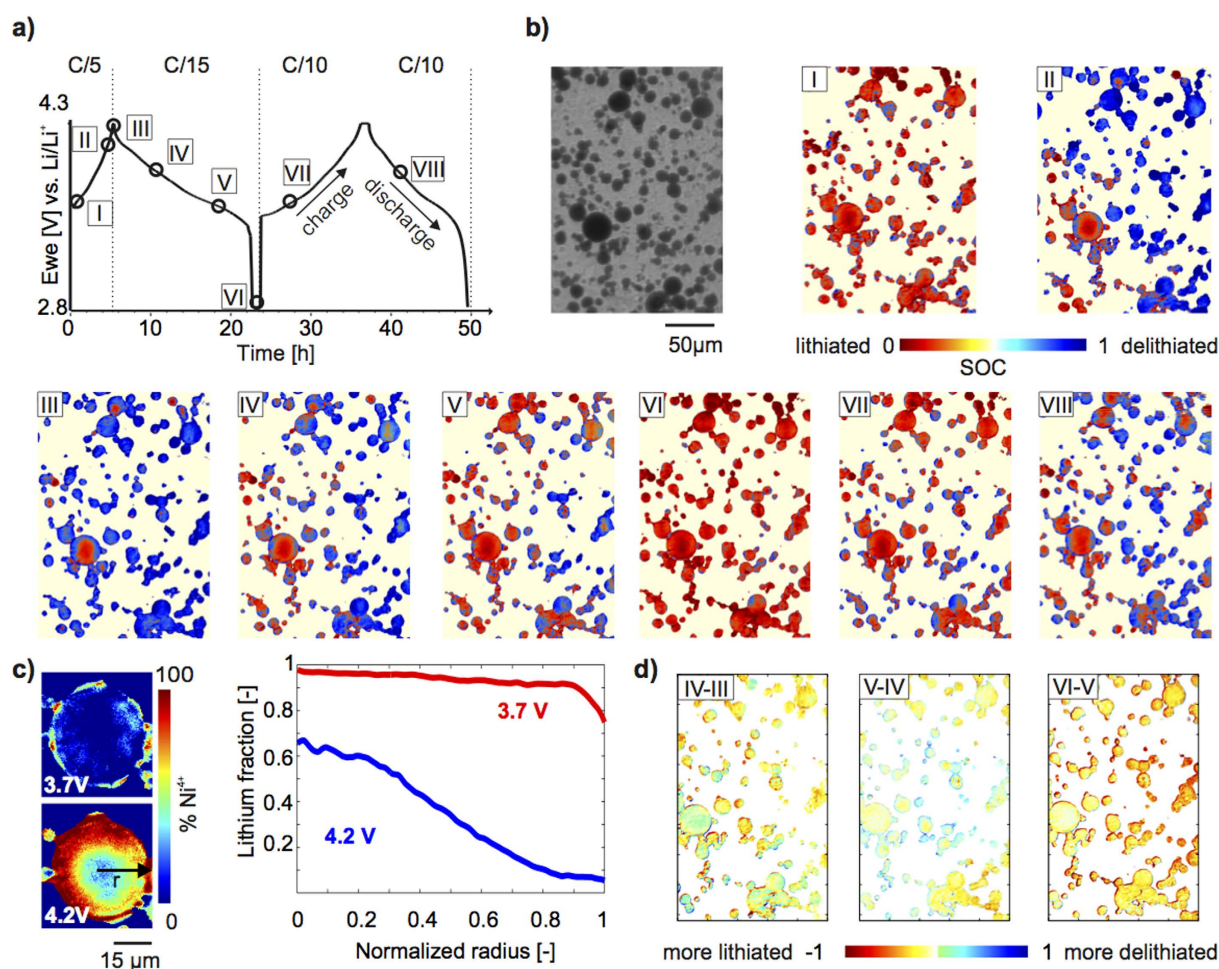 a)
C/5 C/15 C/10 C/10
4.3
Ewe [V] vs. Li/Li⁺
2.8
I
II
III
IV
V
VI
VII
VIII
charge
discharge
0 10 20 30 40 50
Time [h]
b)
50µm
I
II
lithiated 0 1 delithiated
SOC
III IV V VI VII VIII
c)
3.7V
4.2V
r
15 µm
100
% Ni⁴⁺
0
Lithium fraction [-]
1
0.8
0.6
0.4
0.2
3.7 V
4.2 V
0 0.2 0.4 0.6 0.8 1
Normalized radius [-]
d)
IV-III V-IV VI-V
more lithiated -1 1 more delithiated